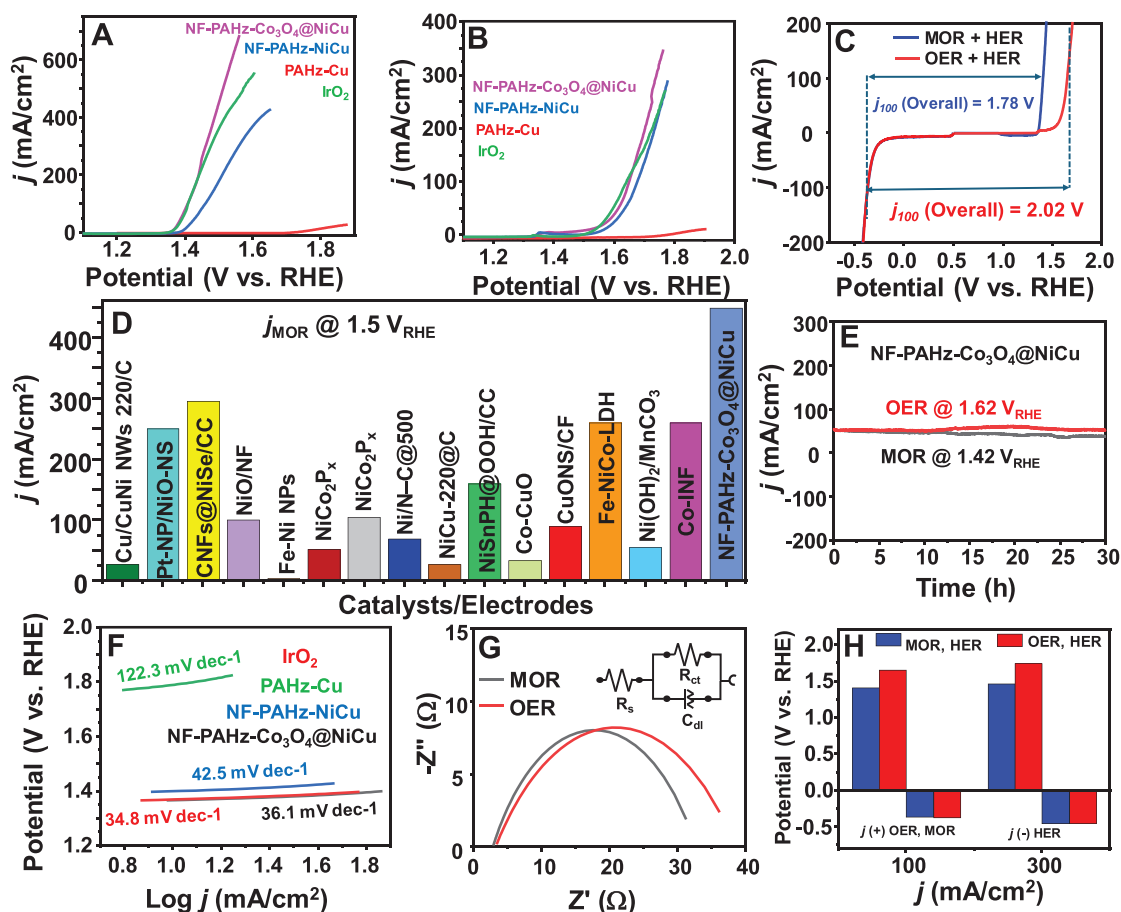 A
NF-PAHz-Co₃O₄@NiCu
NF-PAHz-NiCu
PAHz-Cu
IrO₂
j (mA/cm²)
600
400
200
0
1.2 1.4 1.6 1.8
Potential (V vs. RHE)
B
NF-PAHz-Co₃O₄@NiCu
NF-PAHz-NiCu
PAHz-Cu
IrO₂
j (mA/cm²)
400
300
200
100
0
1.2 1.4 1.6 1.8 2.0
Potential (V vs. RHE)
C
MOR + HER
OER + HER
j₁₀₀ (Overall) = 1.78 V
j₁₀₀ (Overall) = 2.02 V
j (mA/cm²)
200
100
0
-100
-200
-0.5 0.0 0.5 1.0 1.5 2.0
Potential (V vs. RHE)
D
jMOR @ 1.5 VRHE
j (mA/cm²)
400
300
200
100
0
Cu/CuNi NWs 220/C
Pt-NP/NiO-NS
CNFs@NiSe/CC
NiO/NF
Fe-Ni NPs
NiCo₂Pₓ
NiCo₂Pₓ
Ni/N–C@500
NiCu-220@C
NiSnPH@OOH/CC
Co-CuO
CuONS/CF
Fe-NiCo-LDH
Ni(OH)₂/MnCO₃
Co-INF
NF-PAHz-Co₃O₄@NiCu
Catalysts/Electrodes
E
NF-PAHz-Co₃O₄@NiCu
OER @ 1.62 VRHE
MOR @ 1.42 VRHE
j (mA/cm²)
300
200
100
0
-100
-200
0 5 10 15 20 25 30
Time (h)
F
122.3 mV dec-1
IrO₂
PAHz-Cu
NF-PAHz-NiCu
NF-PAHz-Co₃O₄@NiCu
42.5 mV dec-1
34.8 mV dec-1
36.1 mV dec-1
Potential (V vs. RHE)
2.0
1.8
1.6
1.4
1.2
0.8 1.0 1.2 1.4 1.6 1.8
Log j (mA/cm²)
G
MOR
OER
Rs
Rct
Cdl
-Z" (Ω)
15
10
5
0
0 10 20 30 40
Z' (Ω)
H
MOR, HER
OER, HER
j (+) OER, MOR
j (-) HER
Potential (V vs. RHE)
2.0
1.5
1.0
0.5
0.0
-0.5
100 300
j (mA/cm²)